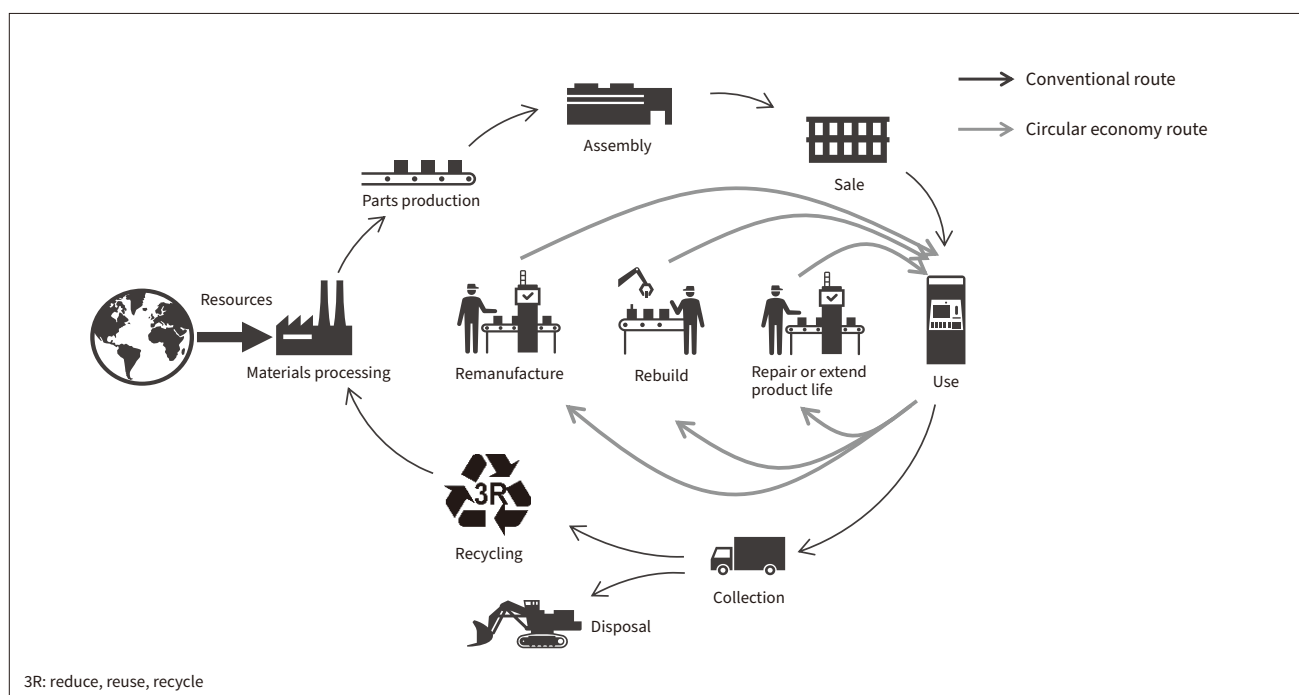 Conventional route
Circular economy route
Assembly
Sale
Parts production
Resources
Materials processing
Remanufacture
Rebuild
Repair or extend
product life
Use
3R
Recycling
Collection
Disposal
3R: reduce, reuse, recycle